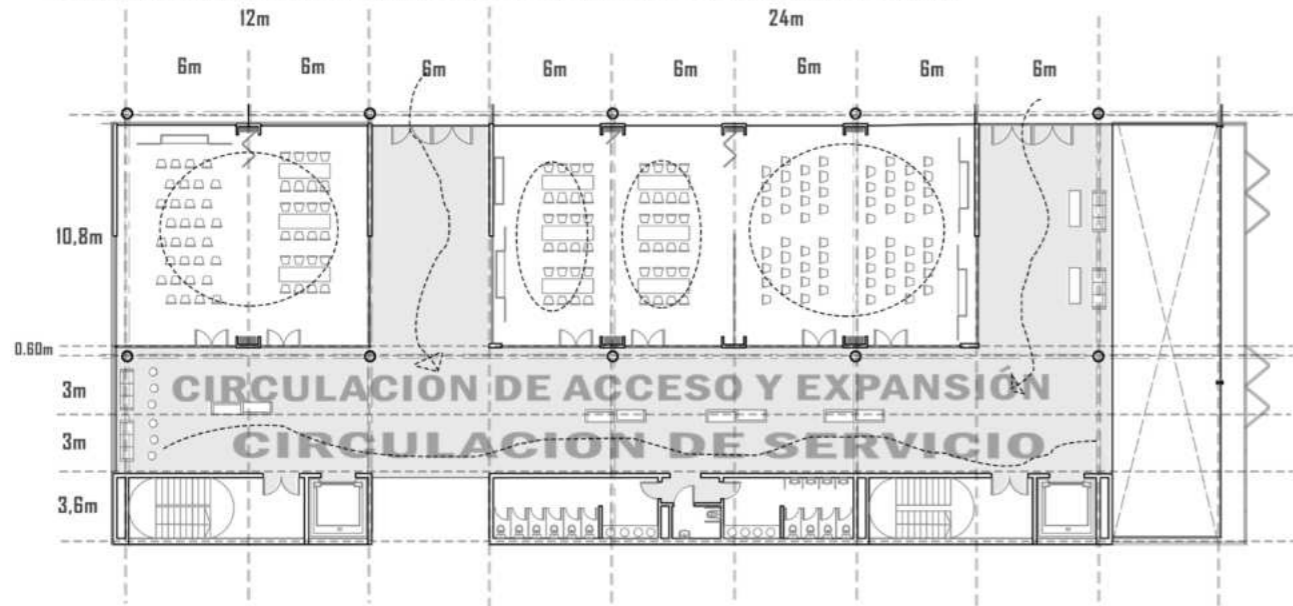 12m
24m
6m
6m
6m
6m
6m
6m
6m
6m
10,8m
0.60m
3m
CIRCULACION DE ACCESO Y EXPANSIÓN
3m
CIRCULACION DE SERVICIO
3,6m